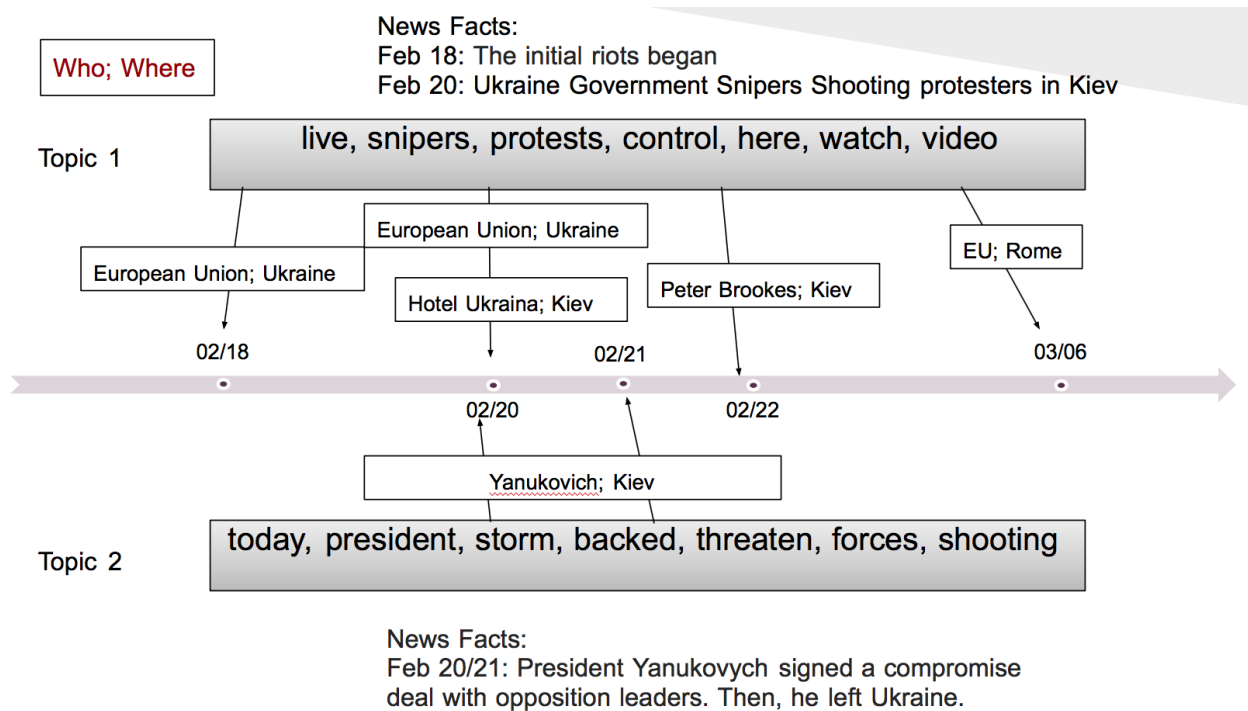 News Facts:
Feb 18: The initial riots began
Feb 20: Ukraine Government Snipers Shooting protesters in Kiev
Who; Where
Topic 1
live, snipers, protests, control, here, watch, video
European Union; Ukraine
European Union; Ukraine
Hotel Ukraina; Kiev
Peter Brookes; Kiev
EU; Rome
02/18
02/21
03/06
02/20
02/22
Yanukovich; Kiev
Topic 2
today, president, storm, backed, threaten, forces, shooting
News Facts:
Feb 20/21: President Yanukovych signed a compromise
deal with opposition leaders. Then, he left Ukraine.